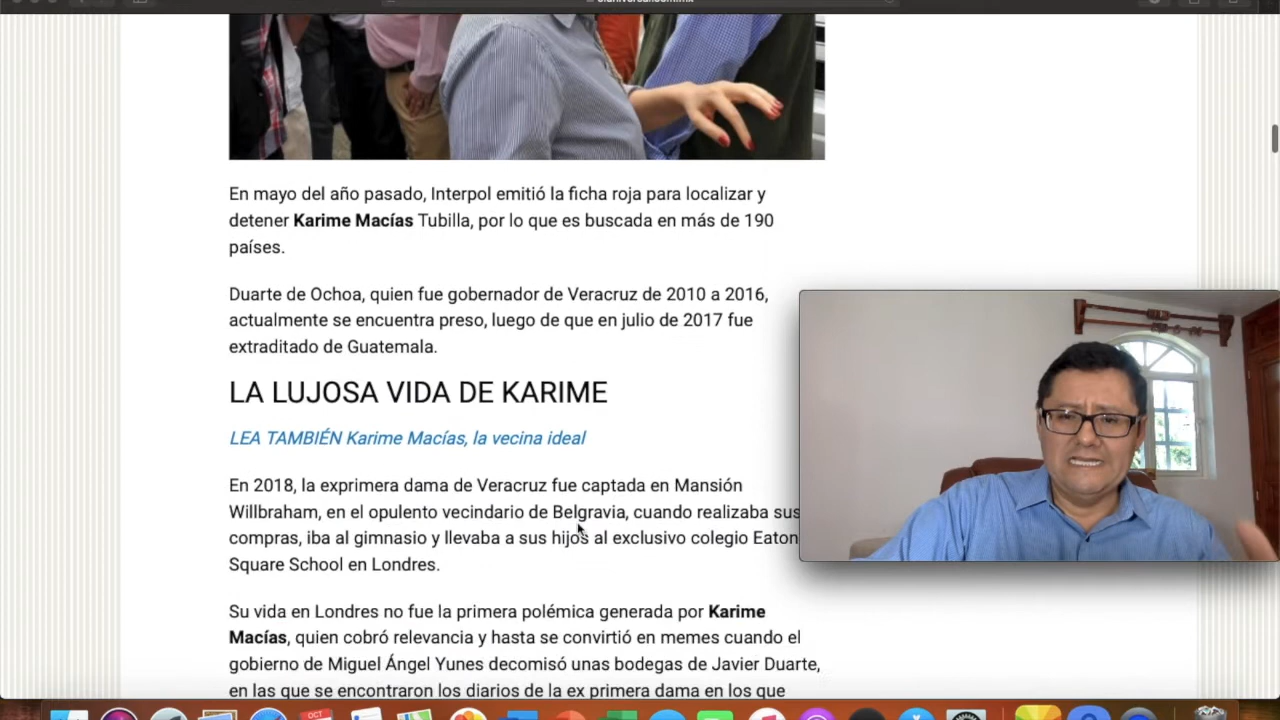 En mayo del año pasado, Interpol emitió la ficha roja para localizar y
detener Karime Macías Tubilla, por lo que es buscada en más de 190
países.
Duarte de Ochoa, quien fue gobernador de Veracruz de 2010 a 2016,
actualmente se encuentra preso, luego de que en julio de 2017 fue
extraditado de Guatemala.
LA LUJOSA VIDA DE KARIME
LEA TAMBIÉN Karime Macías, la vecina ideal
En 2018, la exprimera dama de Veracruz fue captada en Mansión
Willbraham, en el opulento vecindario de Belgravia, cuando realizaba sus
compras, iba al gimnasio y llevaba a sus hijos al exclusivo colegio Eaton
Square School en Londres.
Su vida en Londres no fue la primera polémica generada por Karime
Macías, quien cobró relevancia y hasta se convirtió en memes cuando el
gobierno de Miguel Ángel Yunes decomisó unas bodegas de Javier Duarte,
en las que se encontraron los diarios de la ex primera dama en los que
OCT